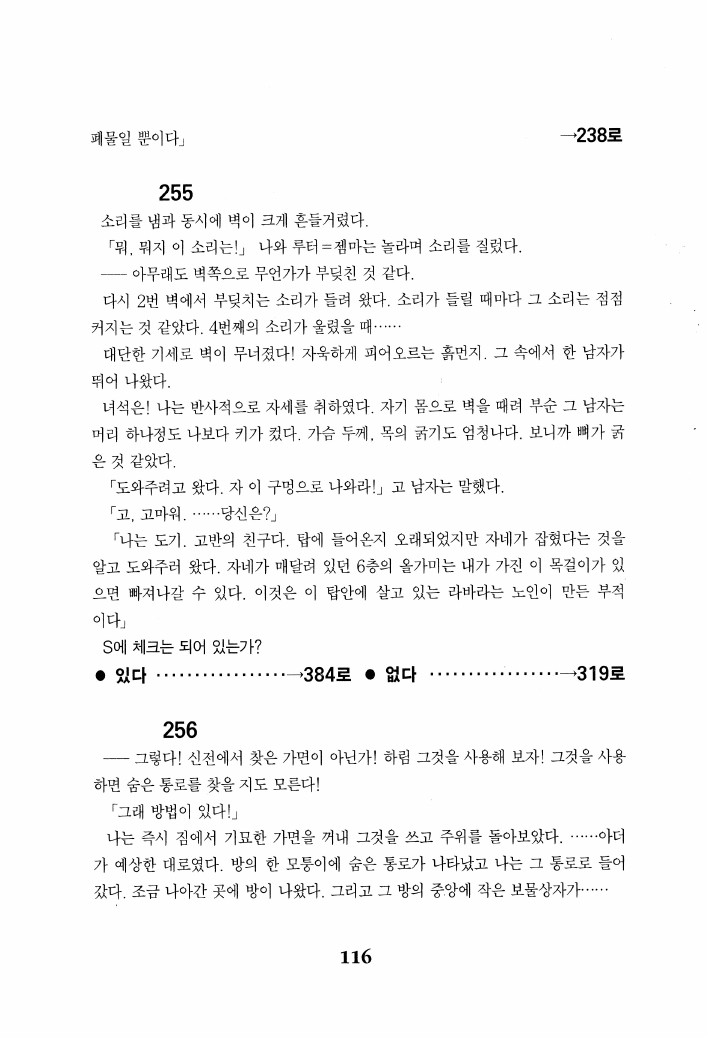 폐물일 뿐이다」 →238로
255
소리를 냄과 동시에 벽이 크게 흔들거렸다.
「뭐, 뭐지 이 소리는!」 나와 루터=젬마는 놀라며 소리를 질렀다.
── 아무래도 벽쪽으로 무언가가 부딪친 것 같다.
다시 2번 벽에서 부딪치는 소리가 들려 왔다. 소리가 들릴 때마다 그 소리는 점점
커지는 것 같았다. 4번째의 소리가 울렸을 때……
대단한 기세로 벽이 무너졌다! 자욱하게 피어오르는 흙먼지. 그 속에서 한 남자가
뛰어 나왔다.
녀석은! 나는 반사적으로 자세를 취하였다. 자기 몸으로 벽을 때려 부순 그 남자는
머리 하나정도 나보다 키가 컸다. 가슴 두께, 목의 굵기도 엄청나다. 보니까 뼈가 굵
은 것 같았다.
「도와주려고 왔다. 자 이 구멍으로 나와라!」고 남자는 말했다.
「고, 고마워. ……당신은?」
「나는 도기. 고반의 친구다. 탑에 들어온지 오래되었지만 자네가 잡혔다는 것을
알고 도와주러 왔다. 자네가 매달려 있던 6층의 올가미는 내가 가진 이 목걸이가 있
으면 빠져나갈 수 있다. 이것은 이 탑안에 살고 있는 라바라는 노인이 만든 부적
이다」
S에 체크는 되어 있는가?
● 있다 ·················→384로 ● 없다 ·················→319로
256
── 그렇다! 신전에서 찾은 가면이 아닌가! 하림 그것을 사용해 보자! 그것을 사용
하면 숨은 통로를 찾을 지도 모른다!
「그래 방법이 있다!」
나는 즉시 짐에서 기묘한 가면을 꺼내 그것을 쓰고 주위를 돌아보았다. ……아더
가 예상한 대로였다. 방의 한 모퉁이에 숨은 통로가 나타났고 나는 그 통로로 들어
갔다. 조금 나아간 곳에 방이 나왔다. 그리고 그 방의 중앙에 작은 보물상자가……
116